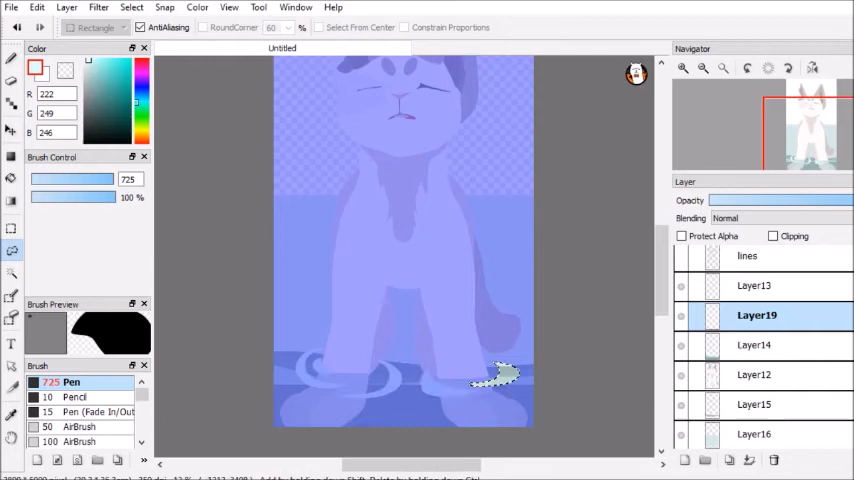 File Edit Layer Filters Select Snap Color View Tool Window Help
Rectangle AntiAliasing RoundCorner 60 % Select From Center Constrain Proportions
Color Untitled Navigator
R 222
G 249
B 246
Brush Control
725
100 %
Layer
Opacity
Blending Normal
Protect Alpha Clipping
lines
Layer13
Layer19
Layer14
Layer12
Layer15
Layer16
Brush Preview
Brush
725 Pen
10 Pencil
15 Pen (Fade In/Out
50 AirBrush
100 AirBrush